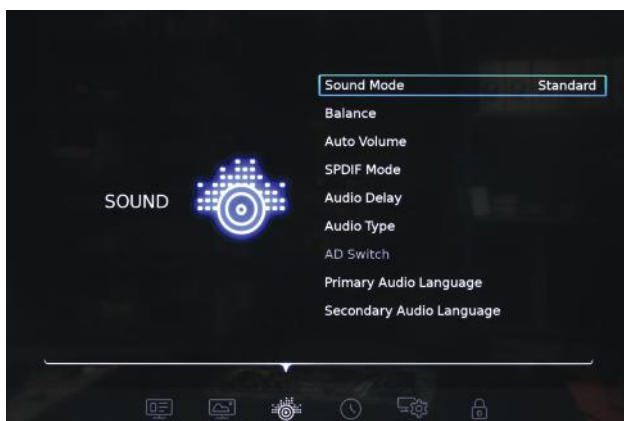 SOUND
Sound Mode Standard
Balance
Auto Volume
SPDIF Mode
Audio Delay
Audio Type
AD Switch
Primary Audio Language
Secondary Audio Language